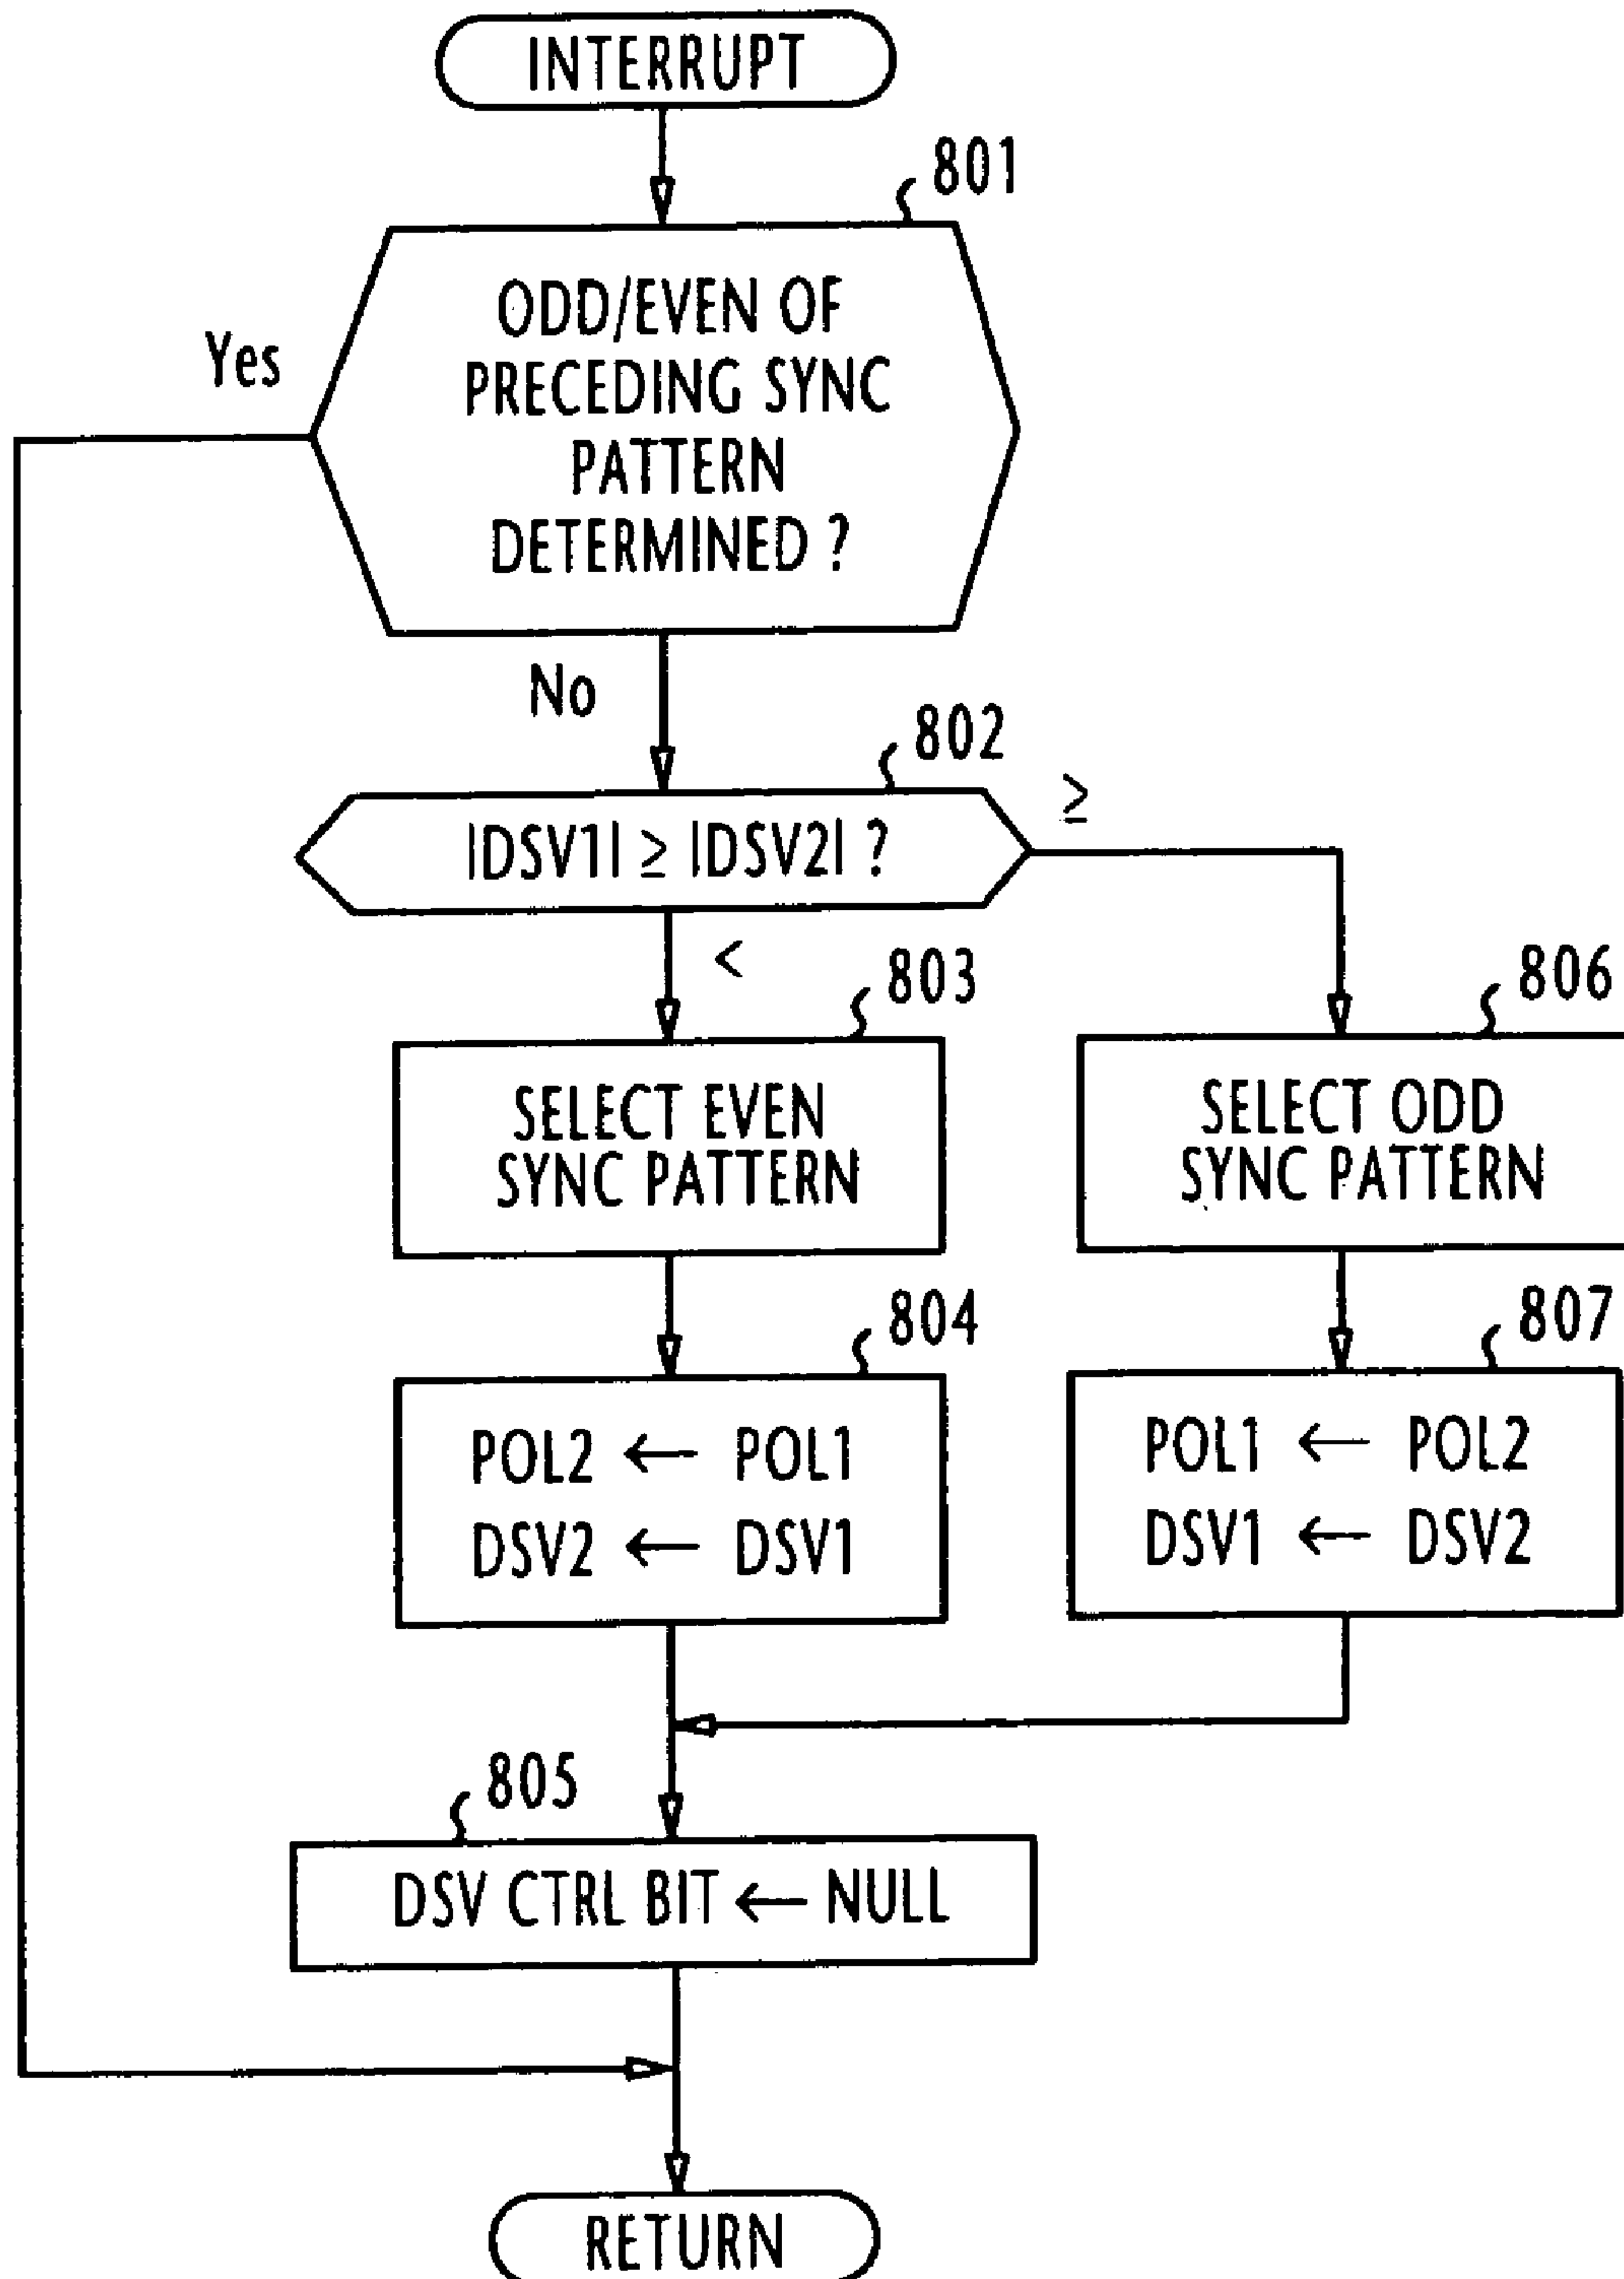 INTERRUPT
801
ODD/EVEN OF
PRECEDING SYNC
PATTERN
DETERMINED ?
Yes
No
802
|DSV1| ≥ |DSV2| ?
≥
<
803
SELECT EVEN
SYNC PATTERN
806
SELECT ODD
SYNC PATTERN
804
POL2 ← POL1
DSV2 ← DSV1
807
POL1 ← POL2
DSV1 ← DSV2
805
DSV CTRL BIT ← NULL
RETURN